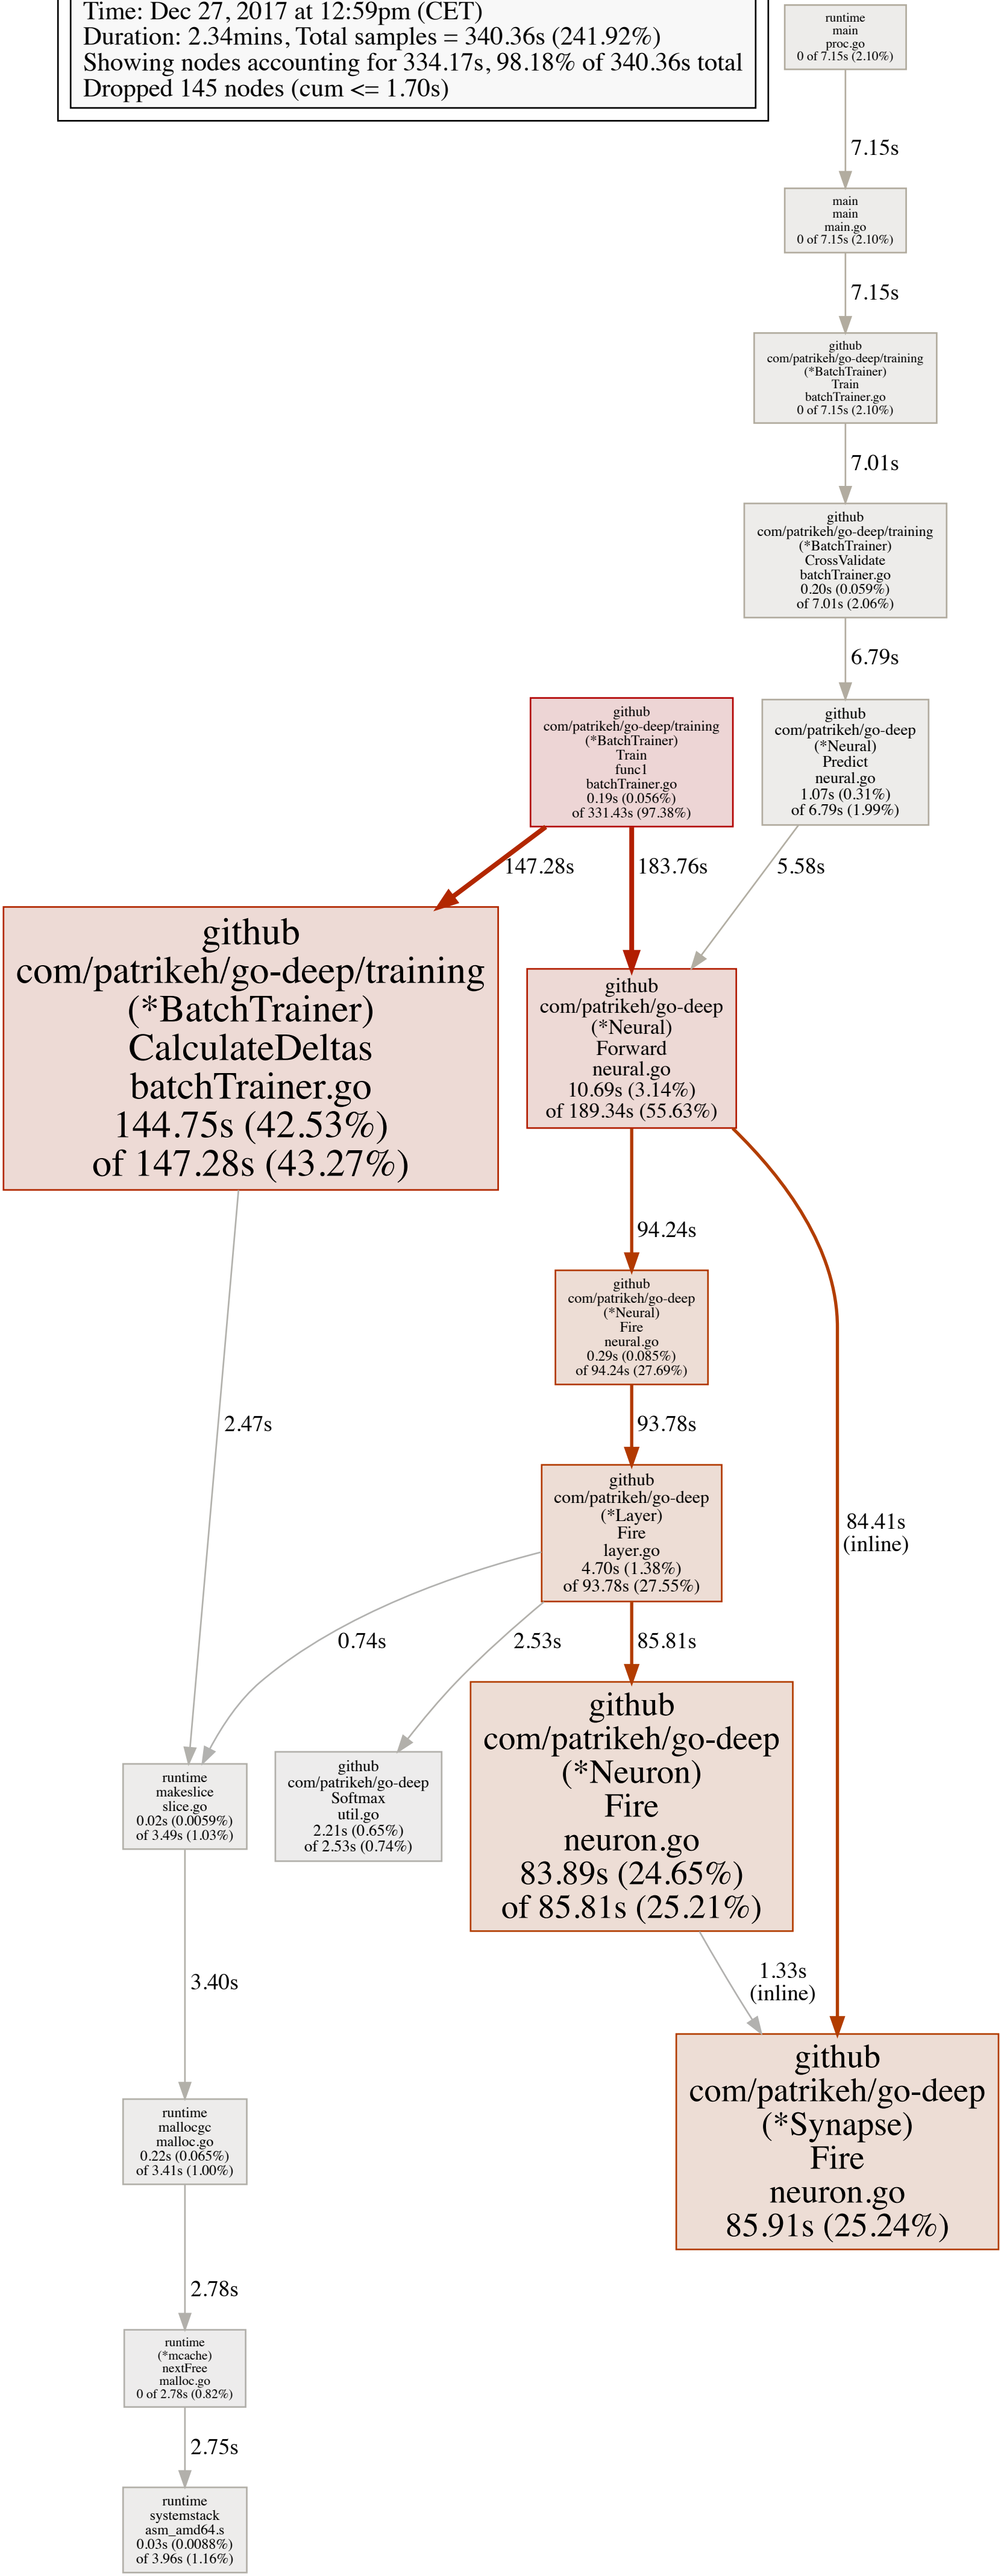 Time: Dec 27, 2017 at 12:59pm (CET)
Duration: 2.34mins, Total samples = 340.36s (241.92%)
Showing nodes accounting for 334.17s, 98.18% of 340.36s total
Dropped 145 nodes (cum <= 1.70s)
runtime
main
proc.go
0 of 7.15s (2.10%)
7.15s
main
main
main.go
0 of 7.15s (2.10%)
7.15s
github
com/patrikeh/go-deep/training
(*BatchTrainer)
Train
batchTrainer.go
0 of 7.15s (2.10%)
7.01s
github
com/patrikeh/go-deep/training
(*BatchTrainer)
CrossValidate
batchTrainer.go
0.20s (0.059%)
of 7.01s (2.06%)
6.79s
github
com/patrikeh/go-deep/training
(*BatchTrainer)
Train
func1
batchTrainer.go
0.19s (0.056%)
of 331.43s (97.38%)
github
com/patrikeh/go-deep
(*Neural)
Predict
neural.go
1.07s (0.31%)
of 6.79s (1.99%)
147.28s
183.76s
5.58s
github
com/patrikeh/go-deep/training
(*BatchTrainer)
CalculateDeltas
batchTrainer.go
144.75s (42.53%)
of 147.28s (43.27%)
github
com/patrikeh/go-deep
(*Neural)
Forward
neural.go
10.69s (3.14%)
of 189.34s (55.63%)
94.24s
github
com/patrikeh/go-deep
(*Neural)
Fire
neural.go
0.29s (0.085%)
of 94.24s (27.69%)
2.47s
93.78s
github
com/patrikeh/go-deep
(*Layer)
Fire
layer.go
4.70s (1.38%)
of 93.78s (27.55%)
84.41s
(inline)
0.74s
2.53s
85.81s
runtime
makeslice
slice.go
0.02s (0.0059%)
of 3.49s (1.03%)
github
com/patrikeh/go-deep
Softmax
util.go
2.21s (0.65%)
of 2.53s (0.74%)
github
com/patrikeh/go-deep
(*Neuron)
Fire
neuron.go
83.89s (24.65%)
of 85.81s (25.21%)
3.40s
1.33s
(inline)
github
com/patrikeh/go-deep
(*Synapse)
Fire
neuron.go
85.91s (25.24%)
runtime
mallocgc
malloc.go
0.22s (0.065%)
of 3.41s (1.00%)
2.78s
runtime
(*mcache)
nextFree
malloc.go
0 of 2.78s (0.82%)
2.75s
runtime
systemstack
asm_amd64.s
0.03s (0.0088%)
of 3.96s (1.16%)